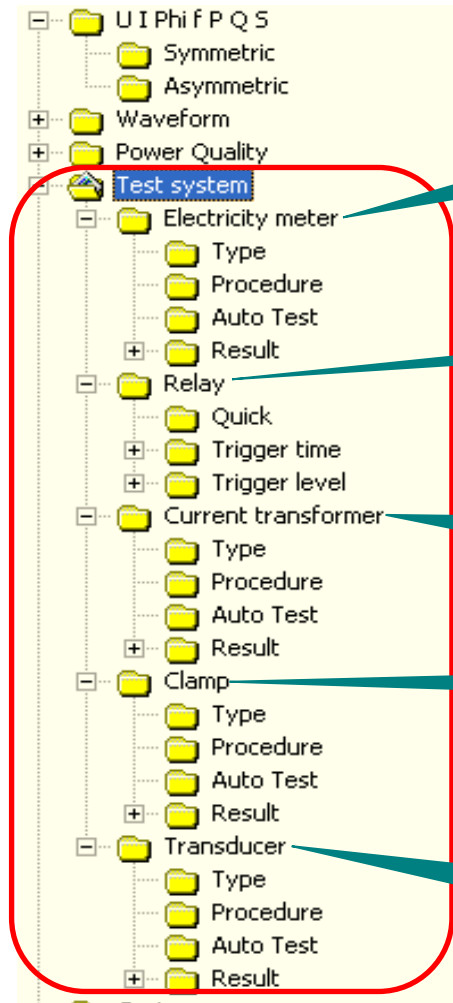 U I Phi f P Q S
Symmetric
Asymmetric
Waveform
Power Quality
Test system
Electricity meter
Type
Procedure
Auto Test
Result
Relay
Quick
Trigger time
Trigger level
Current transformer
Type
Procedure
Auto Test
Result
Clamp
Type
Procedure
Auto Test
Result
Transducer
Type
Procedure
Auto Test
Result